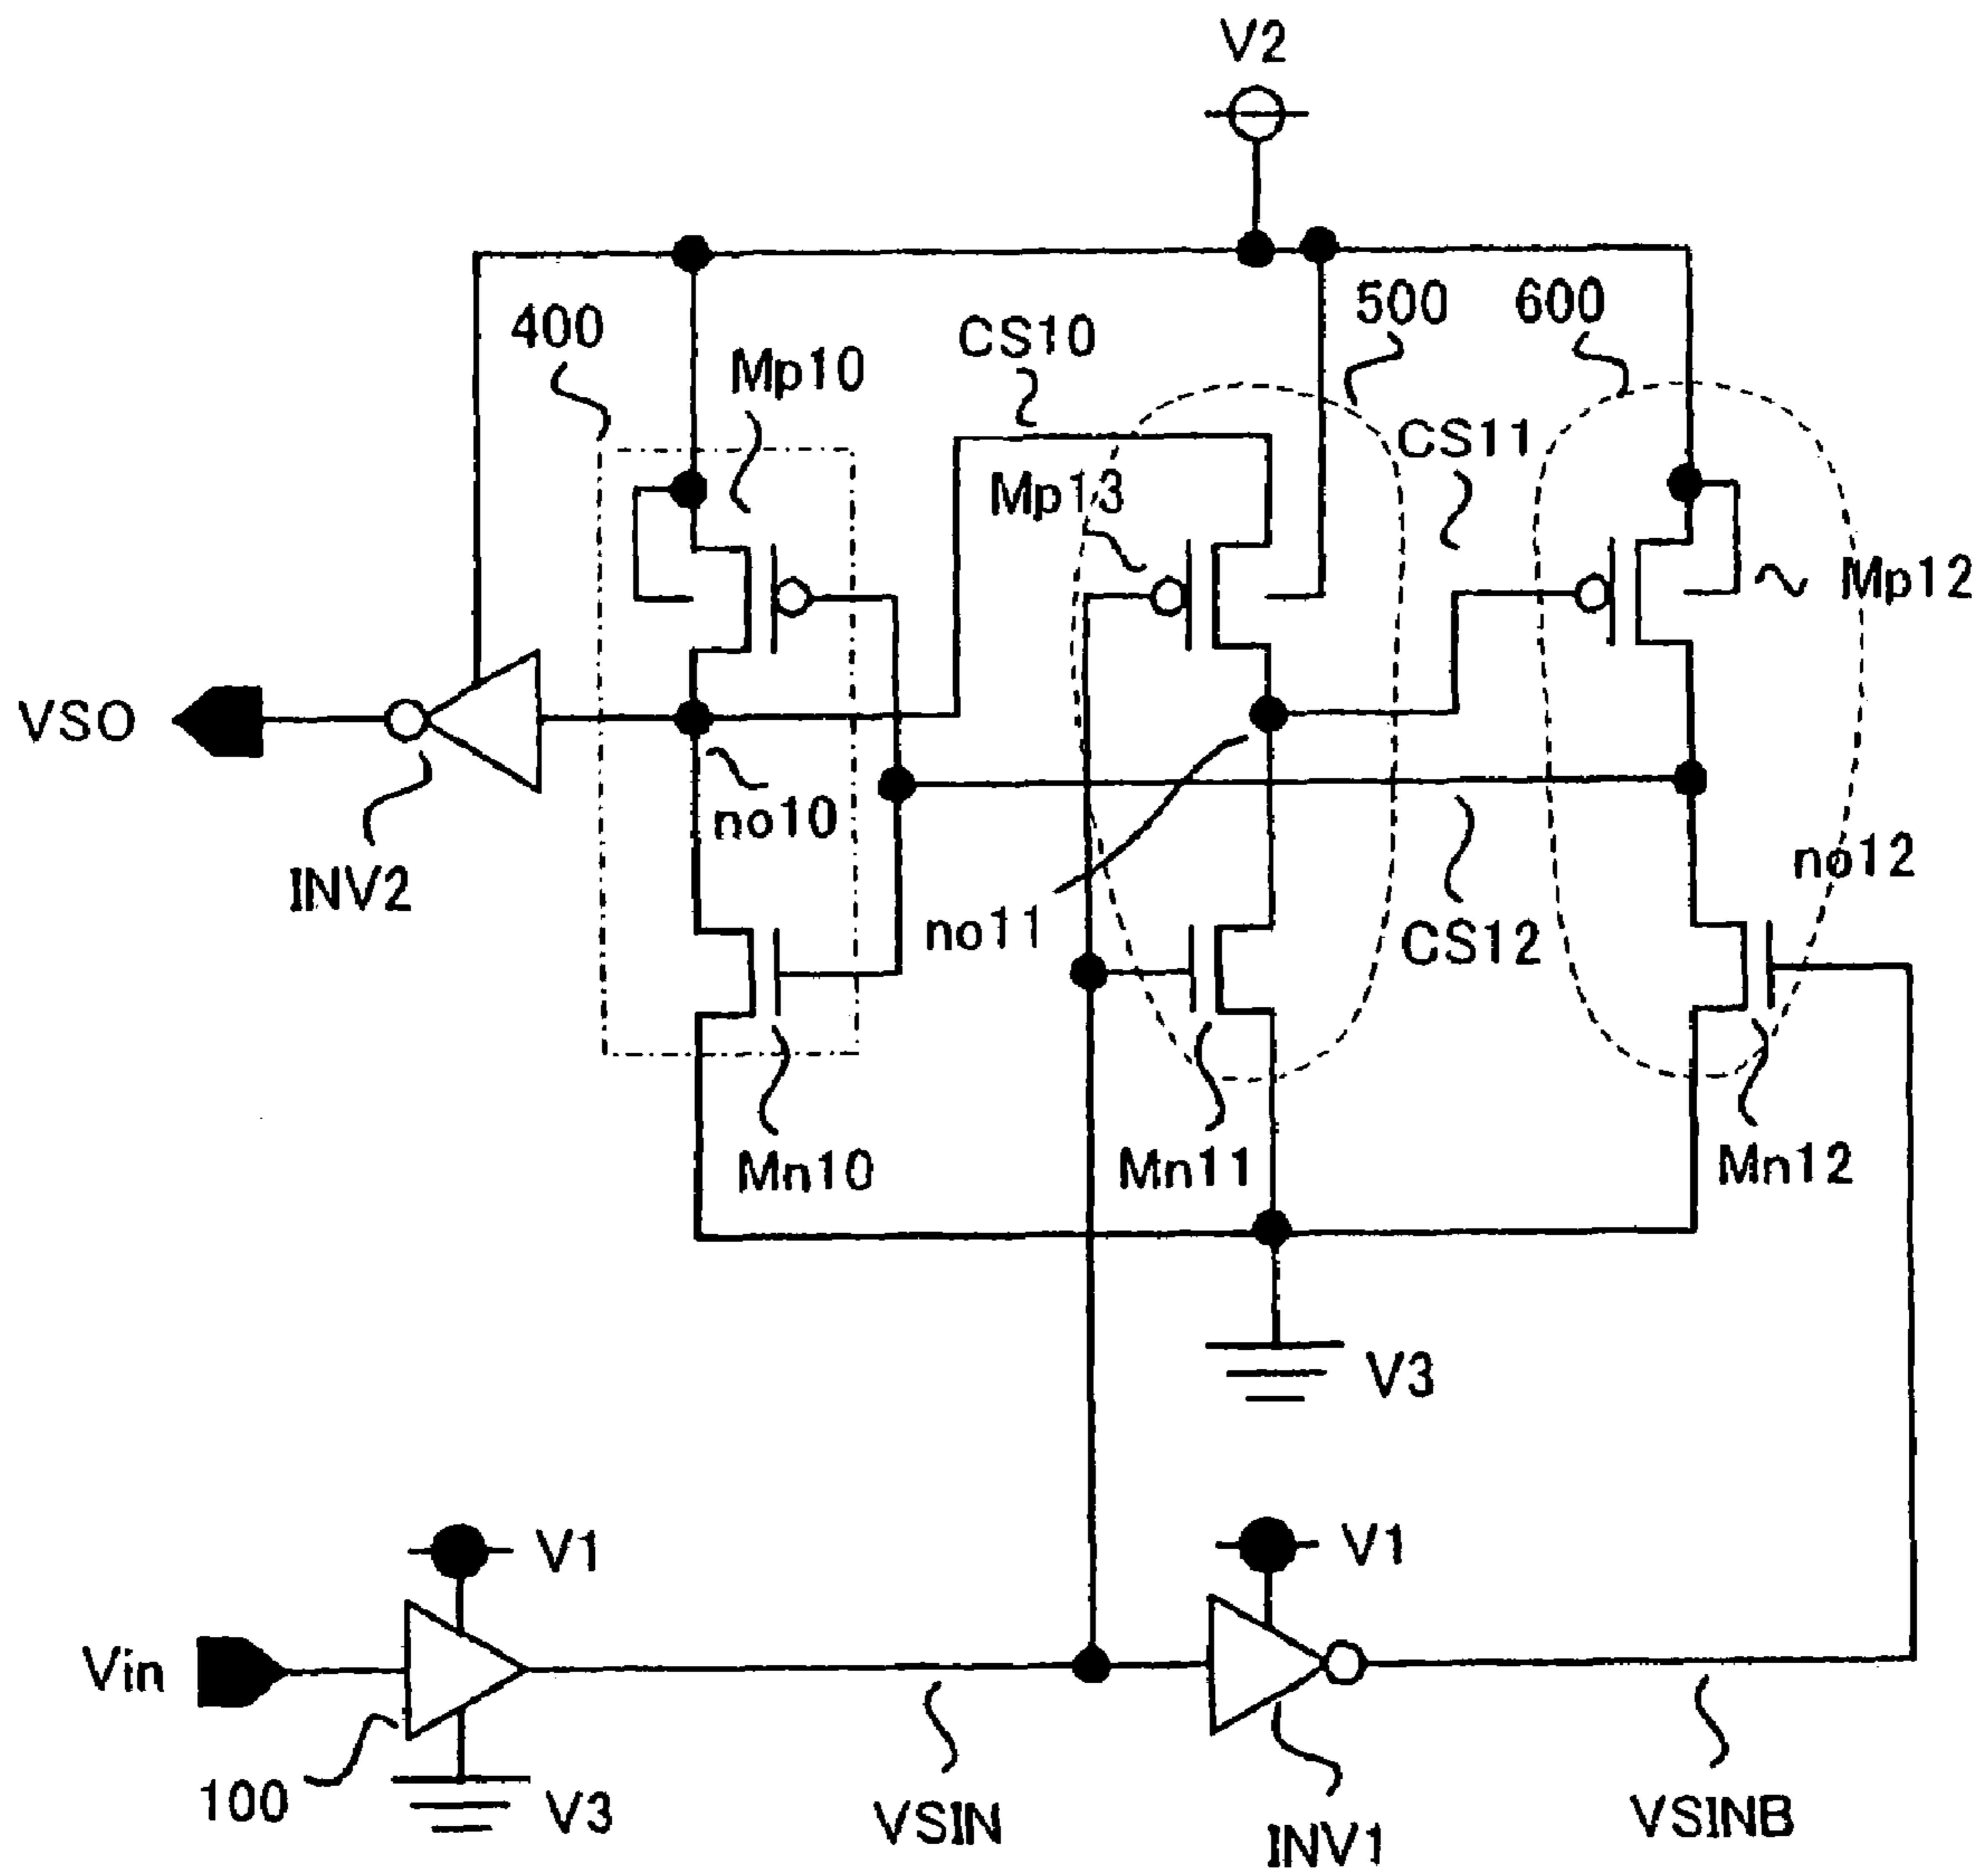 V2
400
Mp10
CS10
500
600
CS11
Mp13
Mp12
VSO
no10
INV2
no11
CS12
no12
Mn10
Mn11
Mn12
V3
V1
V1
Vin
100
V3
VSIN
INV1
VSINB